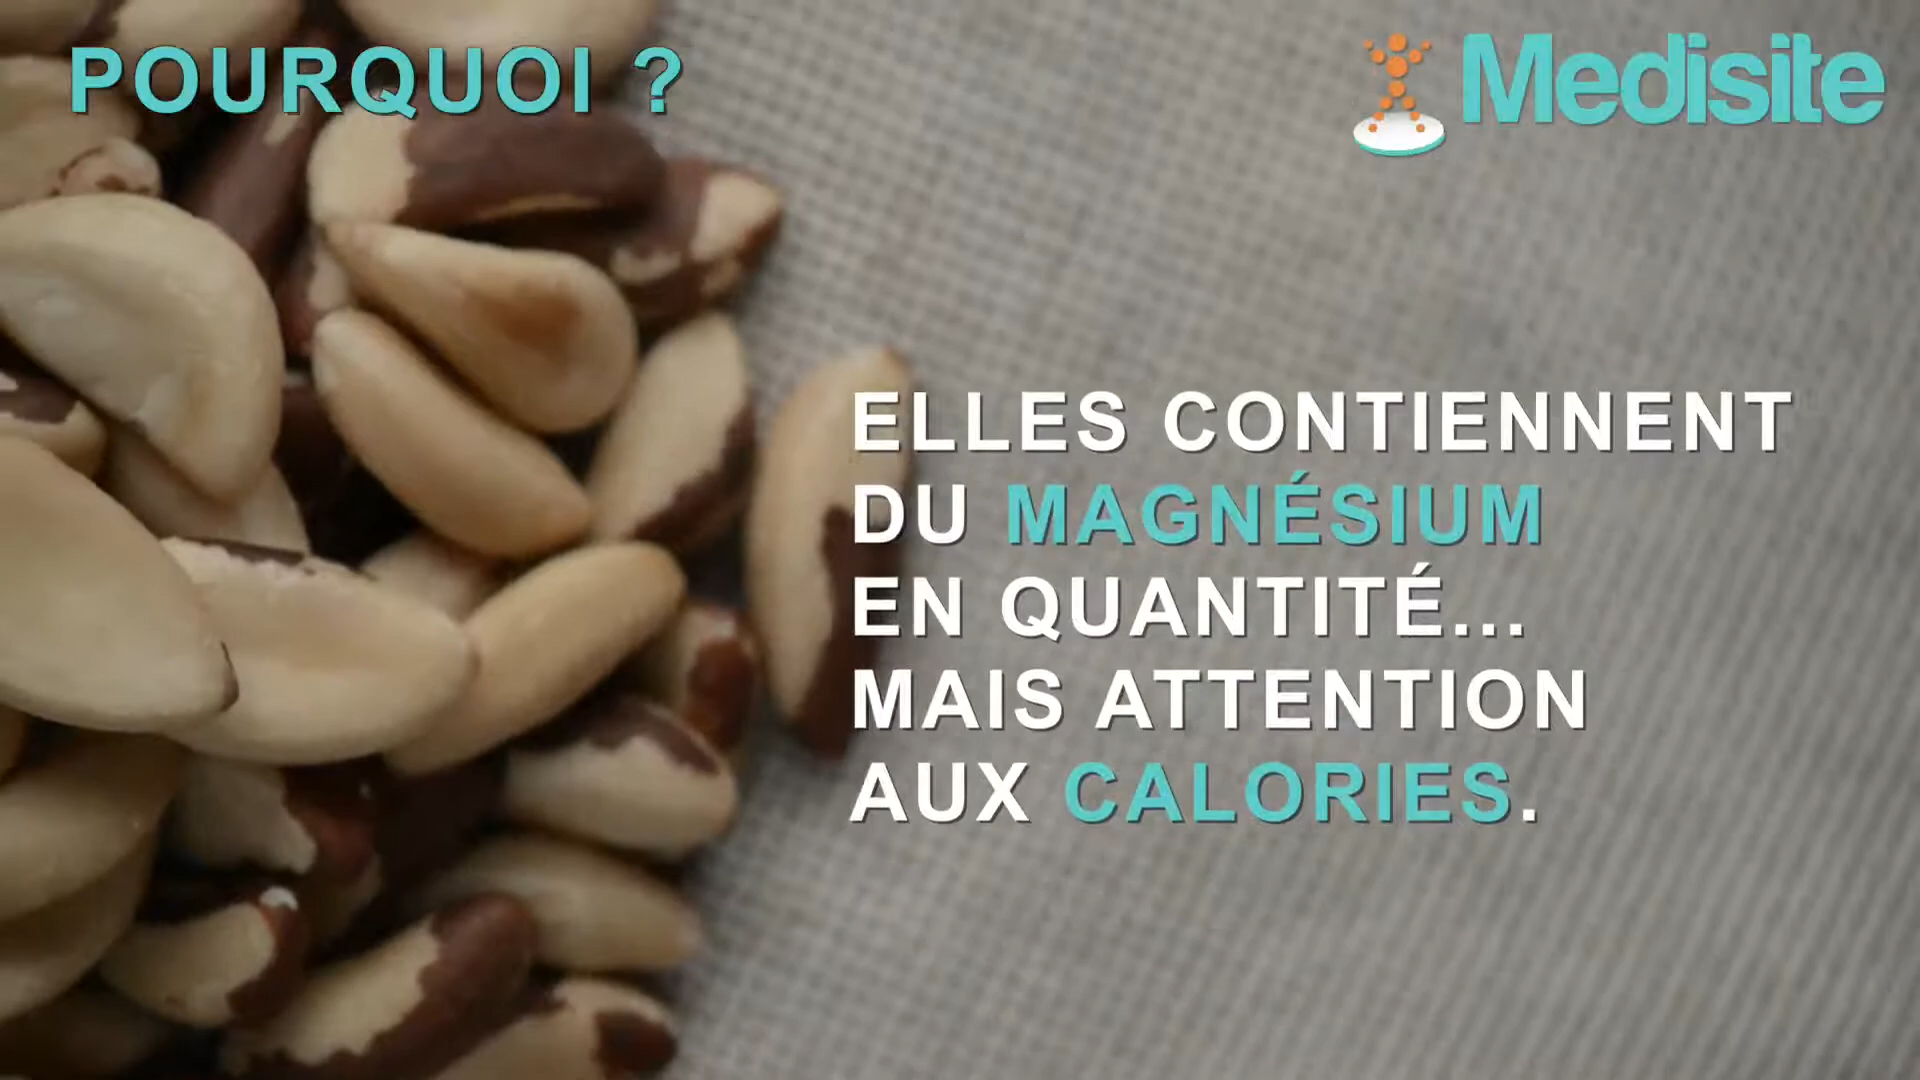 POURQUOI ?
Medisite
ELLES CONTIENNENT
DU MAGNÉSIUM
EN QUANTITÉ...
MAIS ATTENTION
AUX CALORIES.